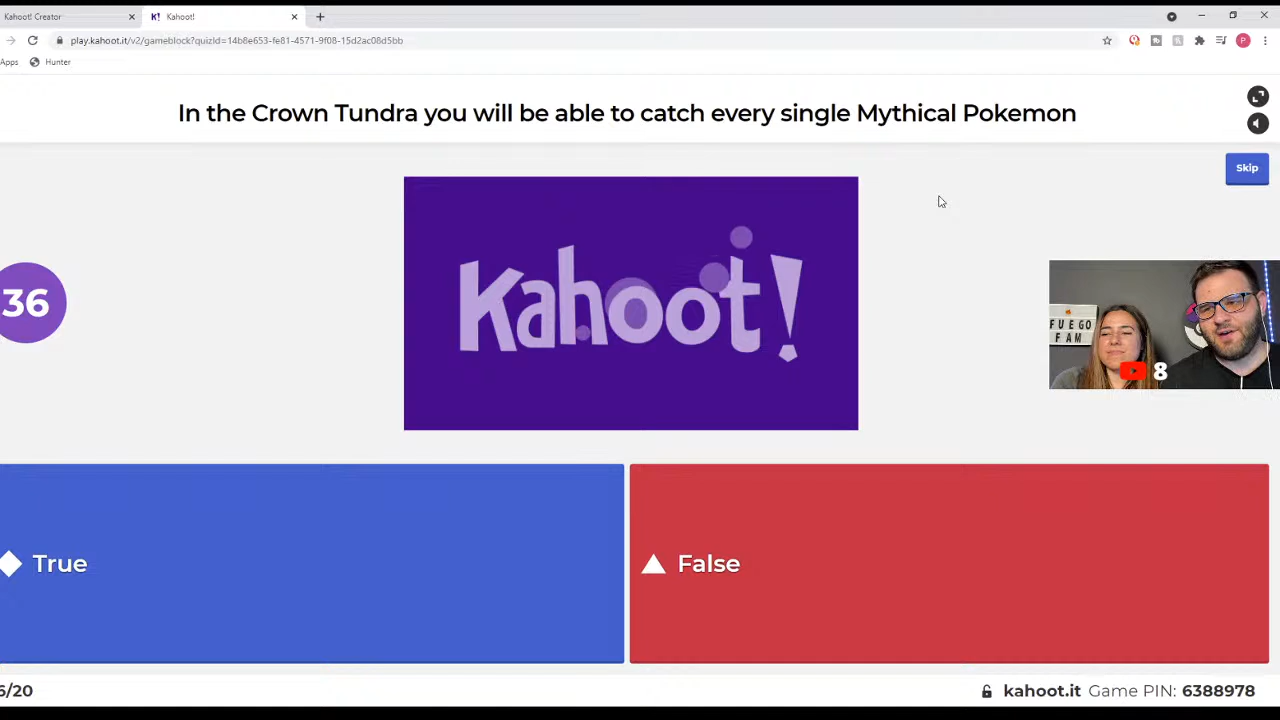 Kahoot! Creator
K! Kahoot!
play.kahoot.it/v2/gameblock?quizId=14b8e653-fe81-4571-9f08-15d2ac08d5bb
Apps
Hunter
In the Crown Tundra you will be able to catch every single Mythical Pokemon
Skip
36
Kahoot!
FUEGO
FAM
8
True
False
6/20
kahoot.it Game PIN: 6388978